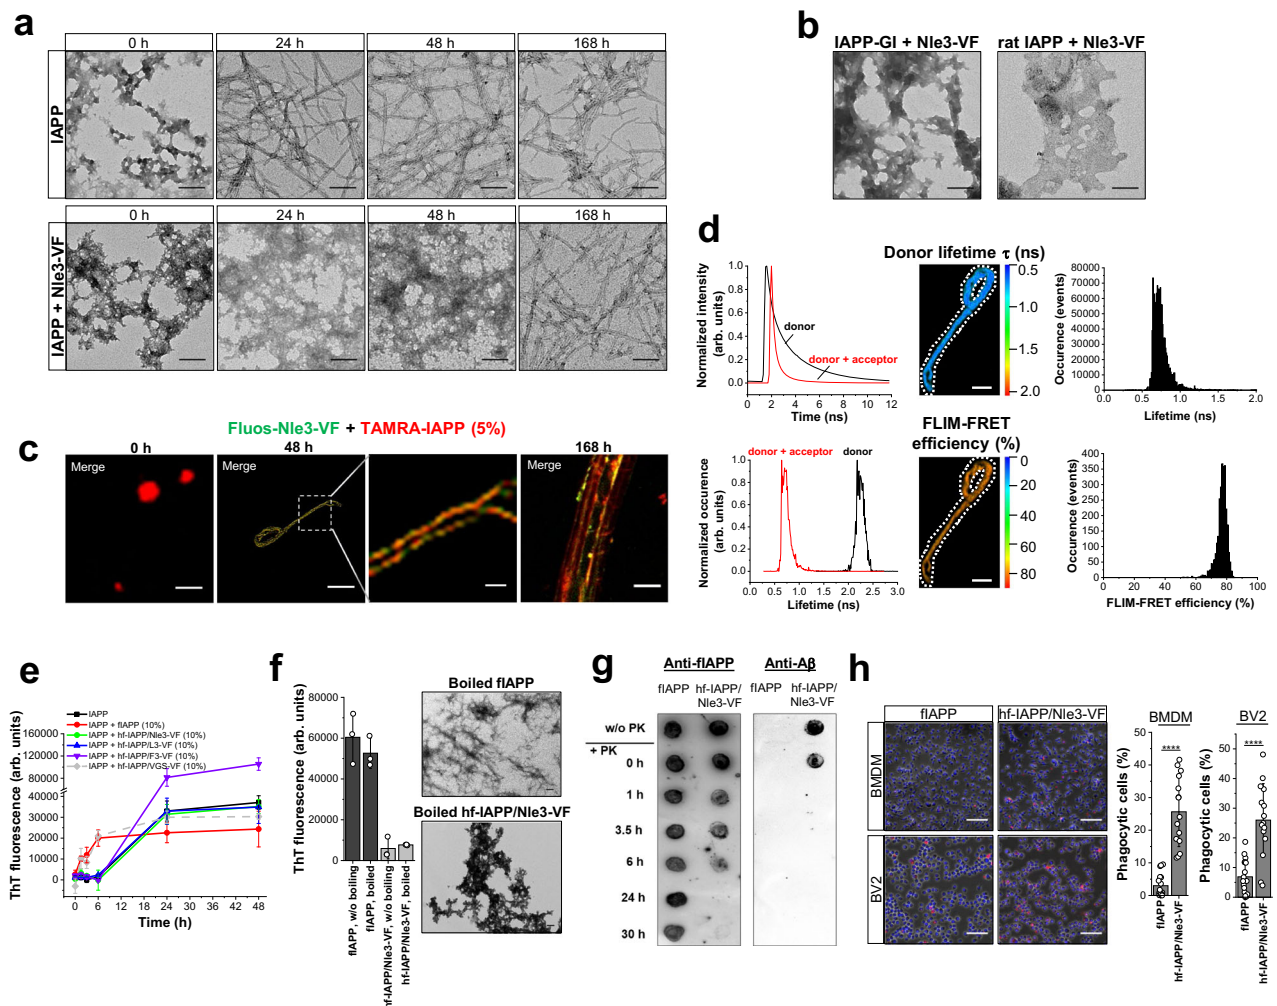 a
0 h
24 h
48 h
168 h
IAPP
0 h
24 h
48 h
168 h
IAPP + Nle3-VF
b
IAPP-GI + Nle3-VF
rat IAPP + Nle3-VF
c
Fluos-Nle3-VF + TAMRA-IAPP (5%)
0 h
48 h
168 h
Merge
Merge
Merge
d
Normalized intensity
(arb. units)
1.0
0.8
0.6
0.4
0.2
0.0
donor
donor + acceptor
0 2 4 6 8 10 12
Time (ns)
Donor lifetime τ (ns)
0.5
1.0
1.5
2.0
Occurence (events)
80000
70000
60000
50000
40000
30000
20000
10000
0
0.0 0.5 1.0 1.5 2.0
Lifetime (ns)
Normalized occurence
(arb. units)
donor + acceptor
donor
1.0
0.8
0.6
0.4
0.2
0.0
0.0 0.5 1.0 1.5 2.0 2.5 3.0
Lifetime (ns)
FLIM-FRET
efficiency (%)
0
20
40
60
80
Occurence (events)
400
350
300
250
200
150
100
50
0
0 20 40 60 80 100
FLIM-FRET efficiency (%)
e
ThT fluorescence (arb. units)
IAPP
IAPP + fIAPP (10%)
IAPP + hf-IAPP/Nle3-VF (10%)
IAPP + hf-IAPP/L3-VF (10%)
IAPP + hf-IAPP/F3-VF (10%)
IAPP + hf-IAPP/VGS-VF (10%)
160000
120000
80000
40000
30000
20000
10000
0
0 6 12 18 24 30 36 42 48
Time (h)
f
ThT fluorescence (arb. units)
80000
60000
40000
20000
0
fIAPP, w/o boiling
fIAPP, boiled
hf-IAPP/Nle3-VF, w/o boiling
hf-IAPP/Nle3-VF, boiled
Boiled fIAPP
Boiled hf-IAPP/Nle3-VF
g
Anti-fIAPP
Anti-Aβ
fIAPP
hf-IAPP/
Nle3-VF
fIAPP
hf-IAPP/
Nle3-VF
w/o PK
+ PK
0 h
1 h
3.5 h
6 h
24 h
30 h
h
fIAPP
hf-IAPP/Nle3-VF
BMDM
BV2
BMDM
****
Phagocytic cells (%)
50
40
30
20
10
0
fIAPP
hf-IAPP/Nle3-VF
BV2
****
Phagocytic cells (%)
50
40
30
20
10
0
fIAPP
hf-IAPP/Nle3-VF